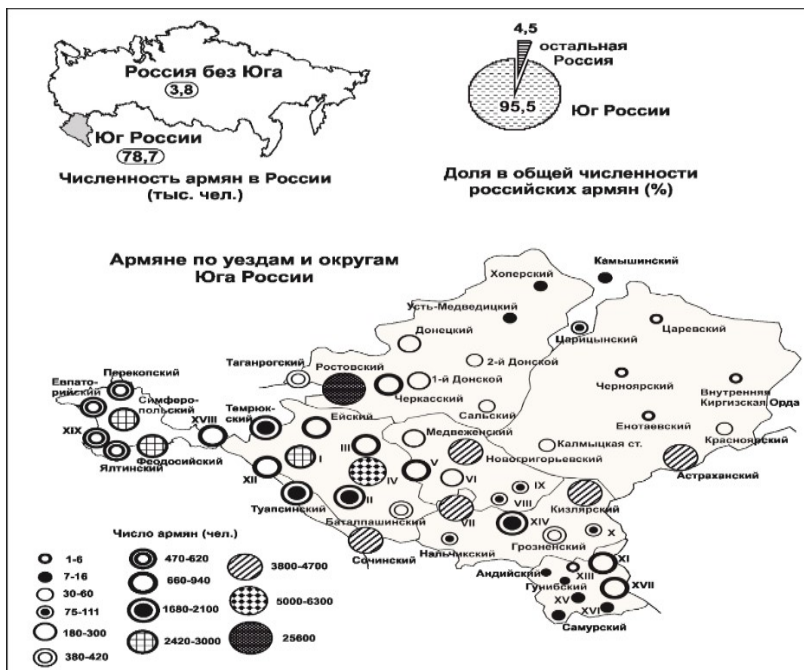 Россия без Юга
3,8
Юг России
78,7
Численность армян в России
(тыс. чел.)
4,5
остальная
Россия
95,5
Юг России
Доля в общей численности
российских армян (%)
Армяне по уездам и округам
Юга России
Камышинский
Хоперский
Усть-Медведицкий
Донецкий
Царицынский
Царевский
2-й Донской
Таганрогский
Ростовский
1-й Донской
Черкасский
Сальский
Черноярский
Внутренняя
Киргизская Орда
Енотаевский
Красноярский
Астраханский
Перекопский
Евпато-
рийский
Симферо-
польский
XVIII
XIX
Ялтинский
Феодосийский
Темрюк-
ский
Ейский
Медвеженский
Калмыцкая ст.
Новогригорьевский
III
I
IV
V
VI
XII
II
Туапсинский
Баталпашинский
VII
VIII
IX
Кизлярский
XIV
X
Сочинский
Нальчикский
Грозненский
Андийский
XIII
XI
Гунибский
XVII
XV
XVI
Самурский
Число армян (чел.)
1-6
7-16
30-60
75-111
180-300
380-420
470-620
660-940
1680-2100
2420-3000
3800-4700
5000-6300
25600